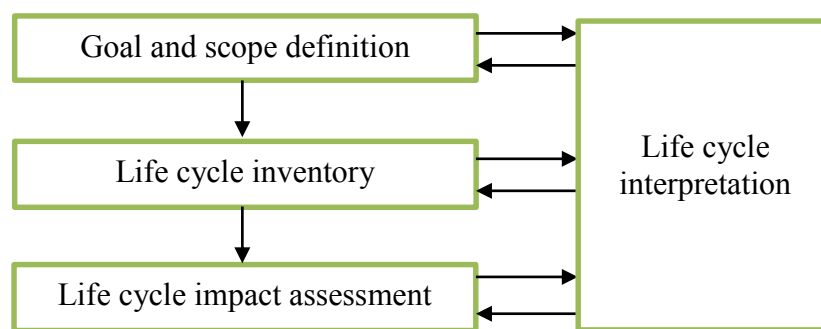 Goal and scope definition
Life cycle inventory
Life cycle impact assessment
Life cycle
interpretation